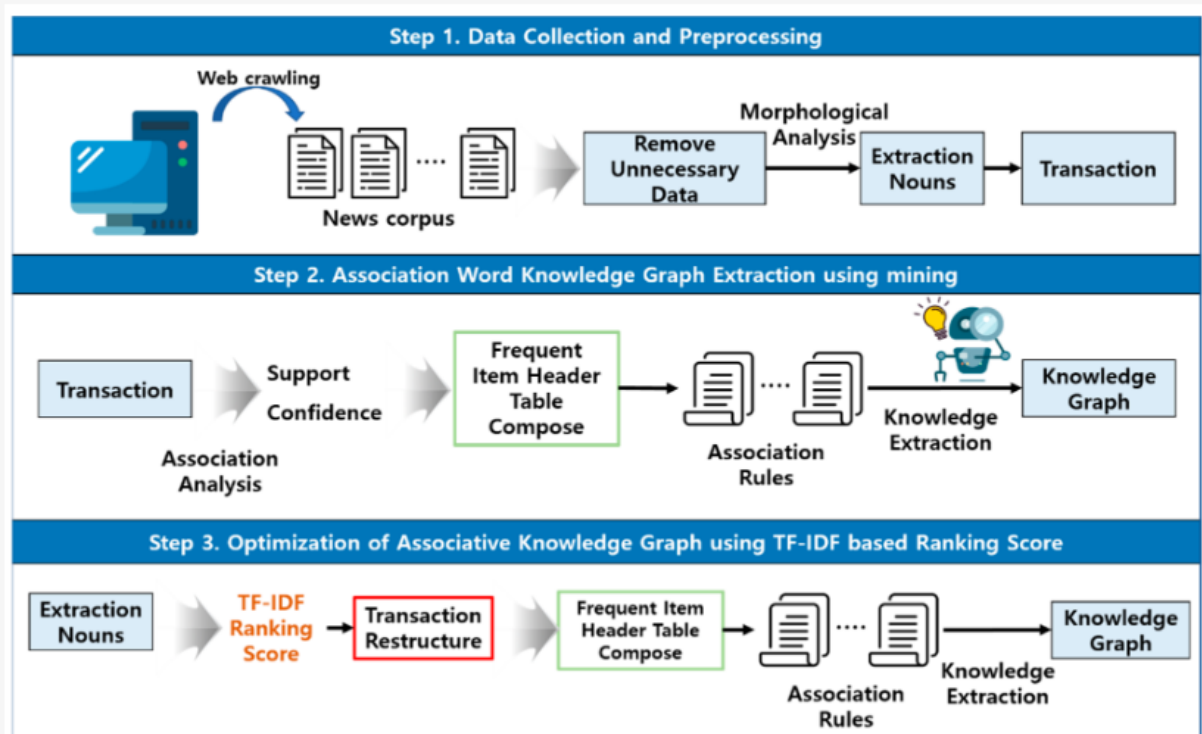 Step 1. Data Collection and Preprocessing
Web crawling
News corpus
Remove
Unnecessary
Data
Morphological
Analysis
Extraction
Nouns
Transaction
Step 2. Association Word Knowledge Graph Extraction using mining
Transaction
Association
Analysis
Support
Confidence
Frequent
Item Header
Table
Compose
Association
Rules
Knowledge
Extraction
Knowledge
Graph
Step 3. Optimization of Associative Knowledge Graph using TF-IDF based Ranking Score
Extraction
Nouns
TF-IDF
Ranking
Score
Transaction
Restructure
Frequent Item
Header Table
Compose
Association
Rules
Knowledge
Extraction
Knowledge
Graph